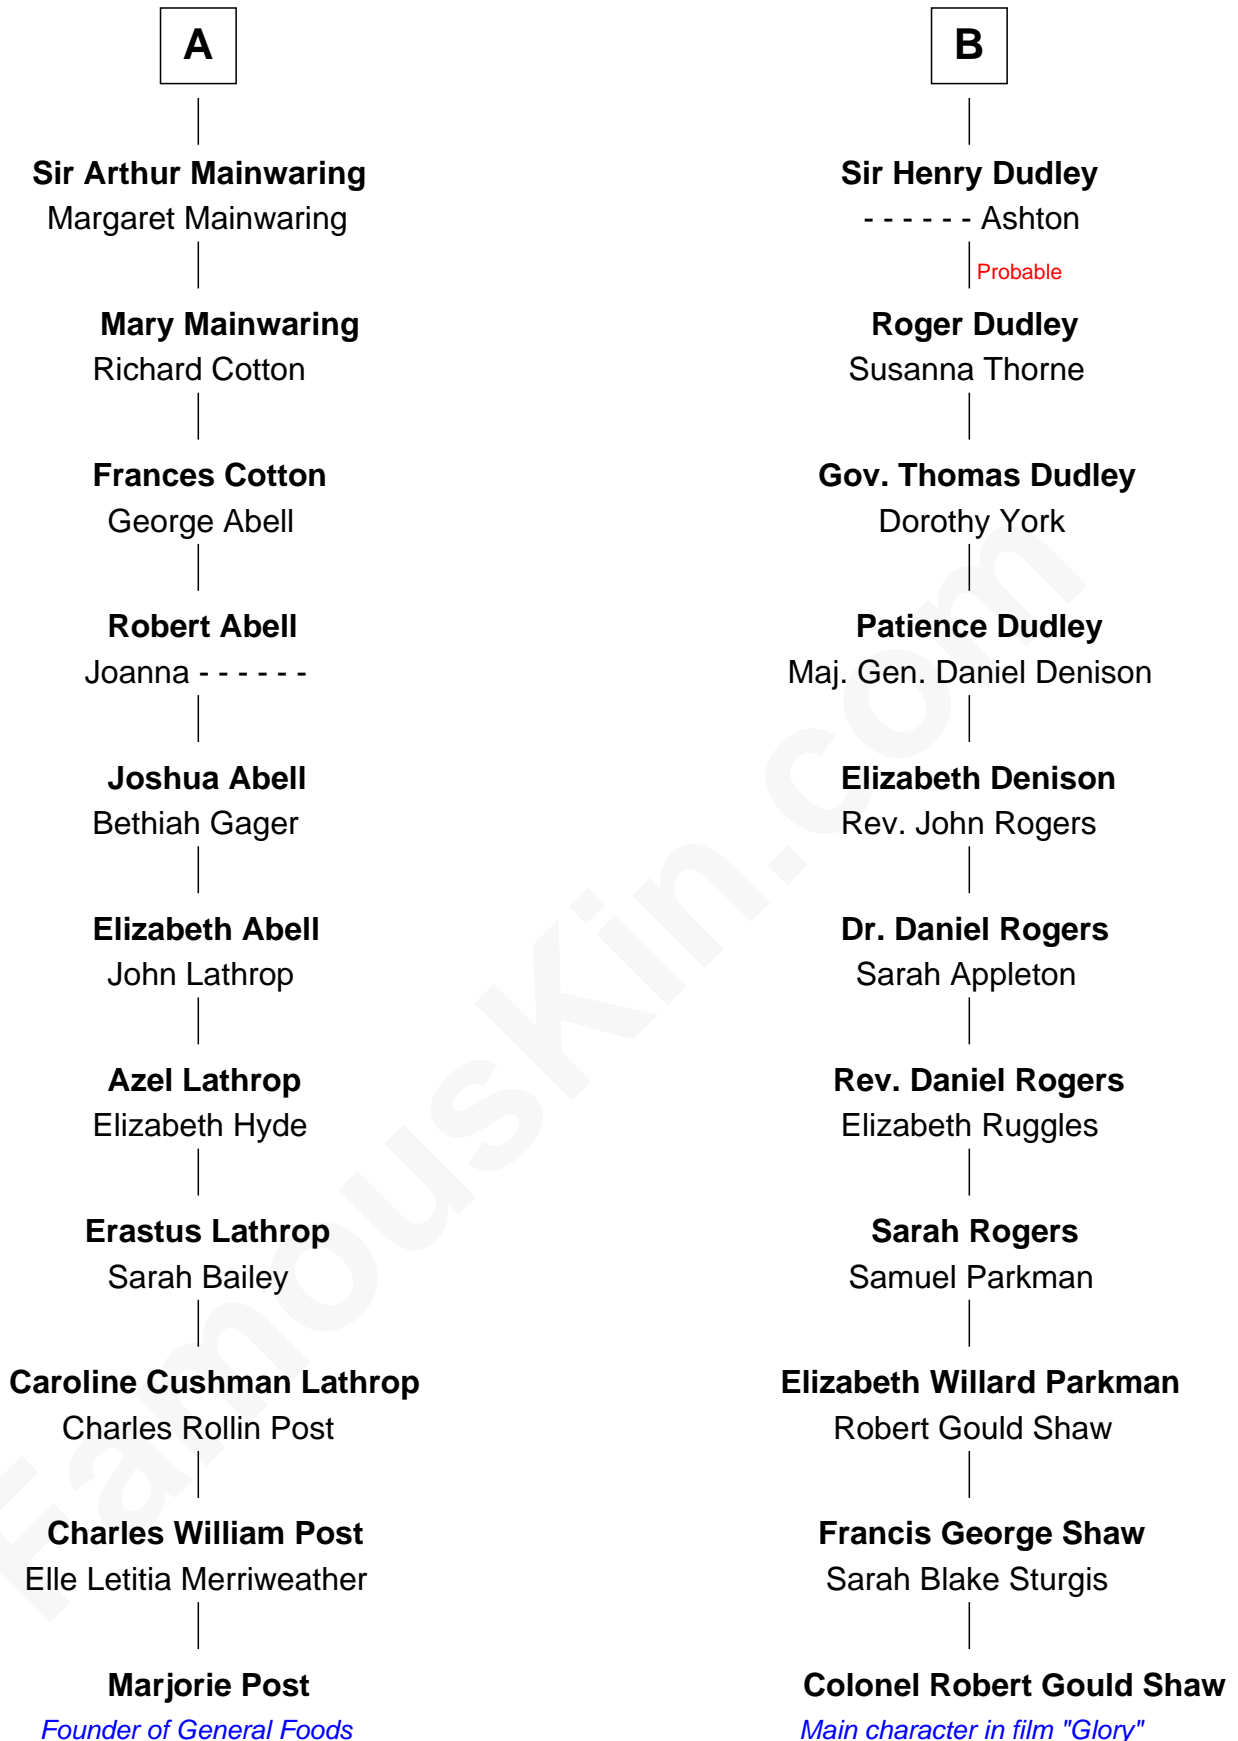 A
Sir Arthur Mainwaring
Margaret Mainwaring
Mary Mainwaring
Richard Cotton
Frances Cotton
George Abell
Robert Abell
Joanna - - - - - -
Joshua Abell
Bethiah Gager
Elizabeth Abell
John Lathrop
Azel Lathrop
Elizabeth Hyde
Erastus Lathrop
Sarah Bailey
Caroline Cushman Lathrop
Charles Rollin Post
Charles William Post
Elle Letitia Merriweather
Marjorie Post
Founder of General Foods
B
Sir Henry Dudley
- - - - - - Ashton
Probable
Roger Dudley
Susanna Thorne
Gov. Thomas Dudley
Dorothy York
Patience Dudley
Maj. Gen. Daniel Denison
Elizabeth Denison
Rev. John Rogers
Dr. Daniel Rogers
Sarah Appleton
Rev. Daniel Rogers
Elizabeth Ruggles
Sarah Rogers
Samuel Parkman
Elizabeth Willard Parkman
Robert Gould Shaw
Francis George Shaw
Sarah Blake Sturgis
Colonel Robert Gould Shaw
Main character in film "Glory"
FamousKin.com